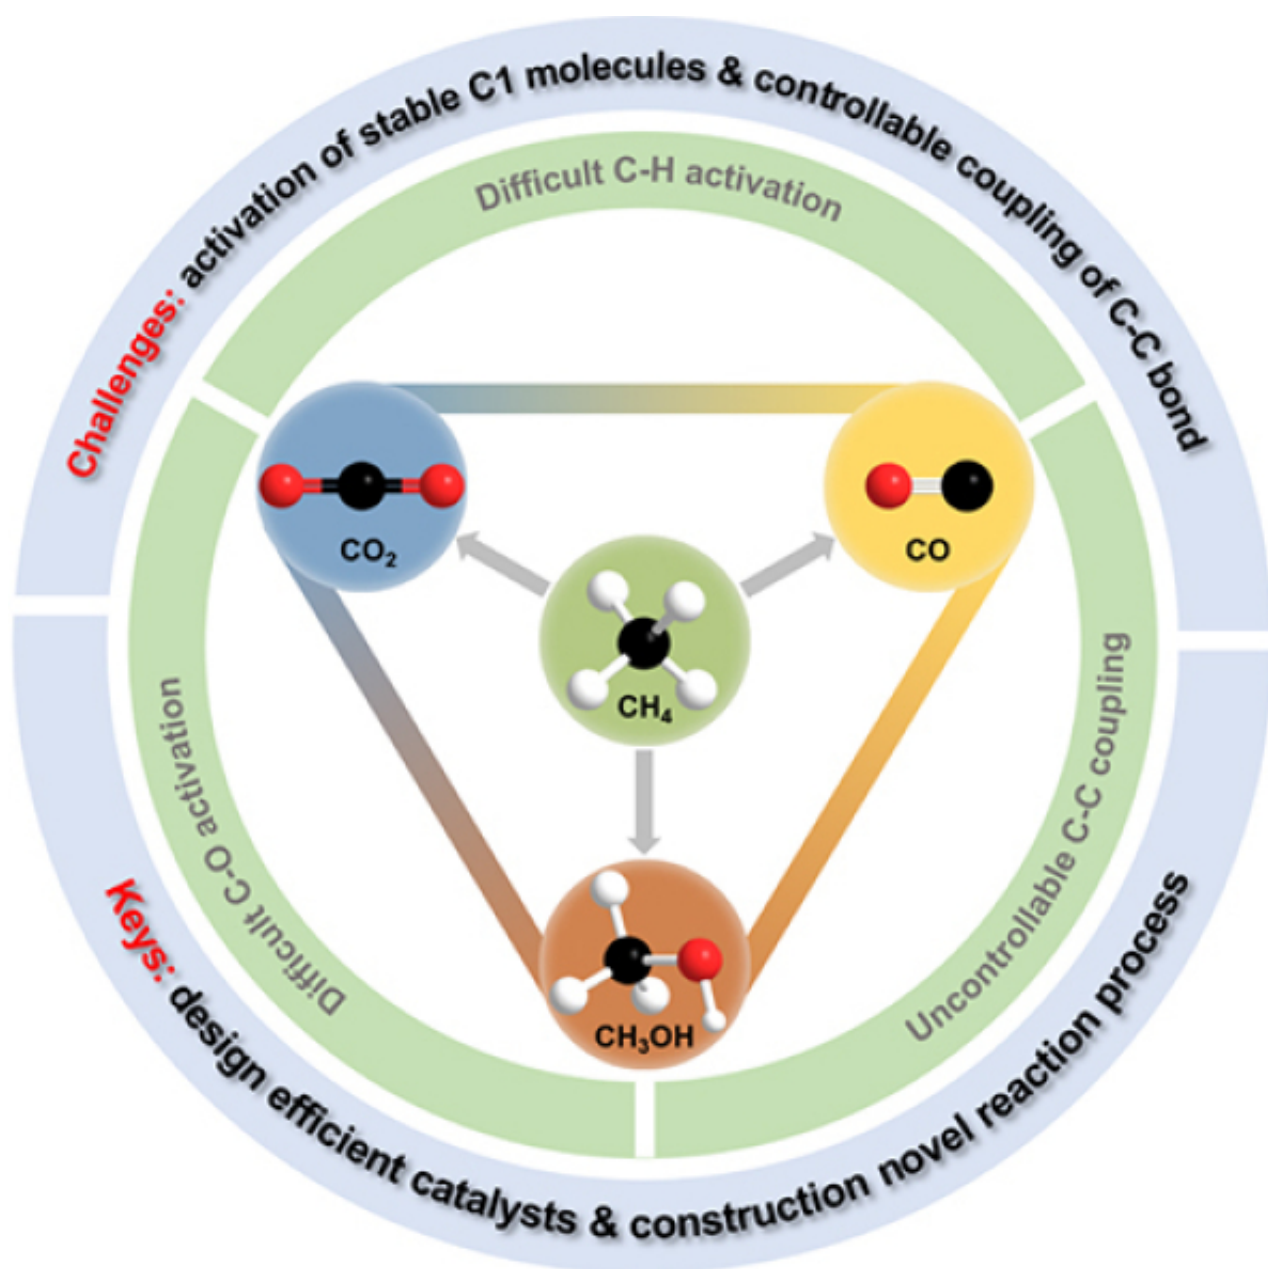 Challenges: activation of stable C1 molecules & controllable coupling of C-C bond
Difficult C-H activation
CO₂
CO
CH₄
Difficult C-O activation
Uncontrollable C-C coupling
CH₃OH
Keys: design efficient catalysts & construction novel reaction process